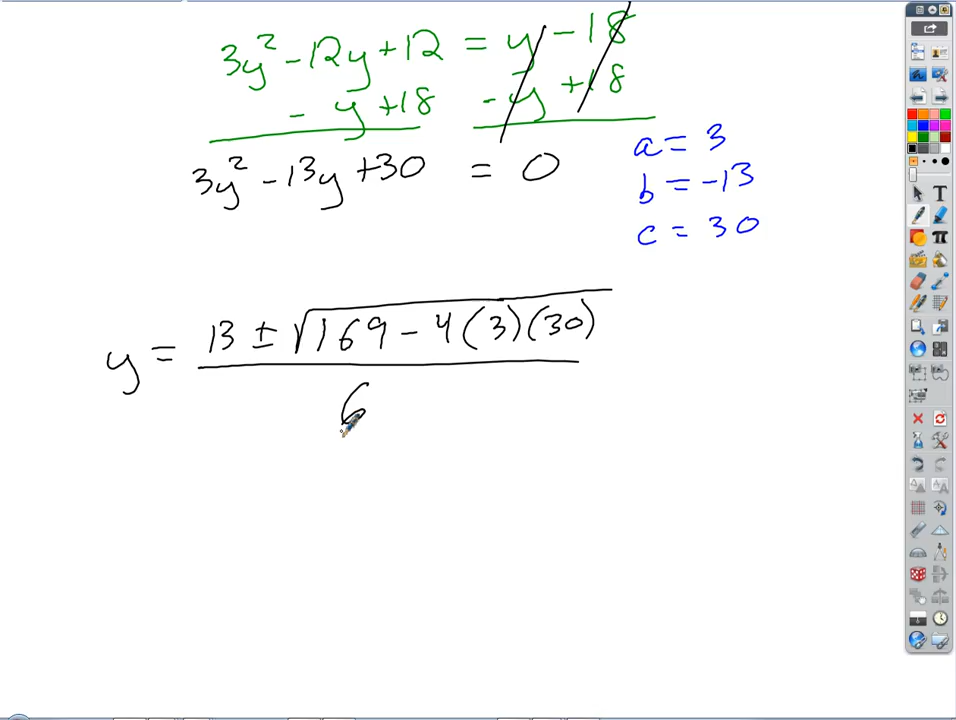 3y² - 12y + 12 = y - 18
- y + 18 - y + 18
3y² - 13y + 30 = 0
a = 3
b = -13
c = 30
y = 13 ± √169 - 4(3)(30)
6